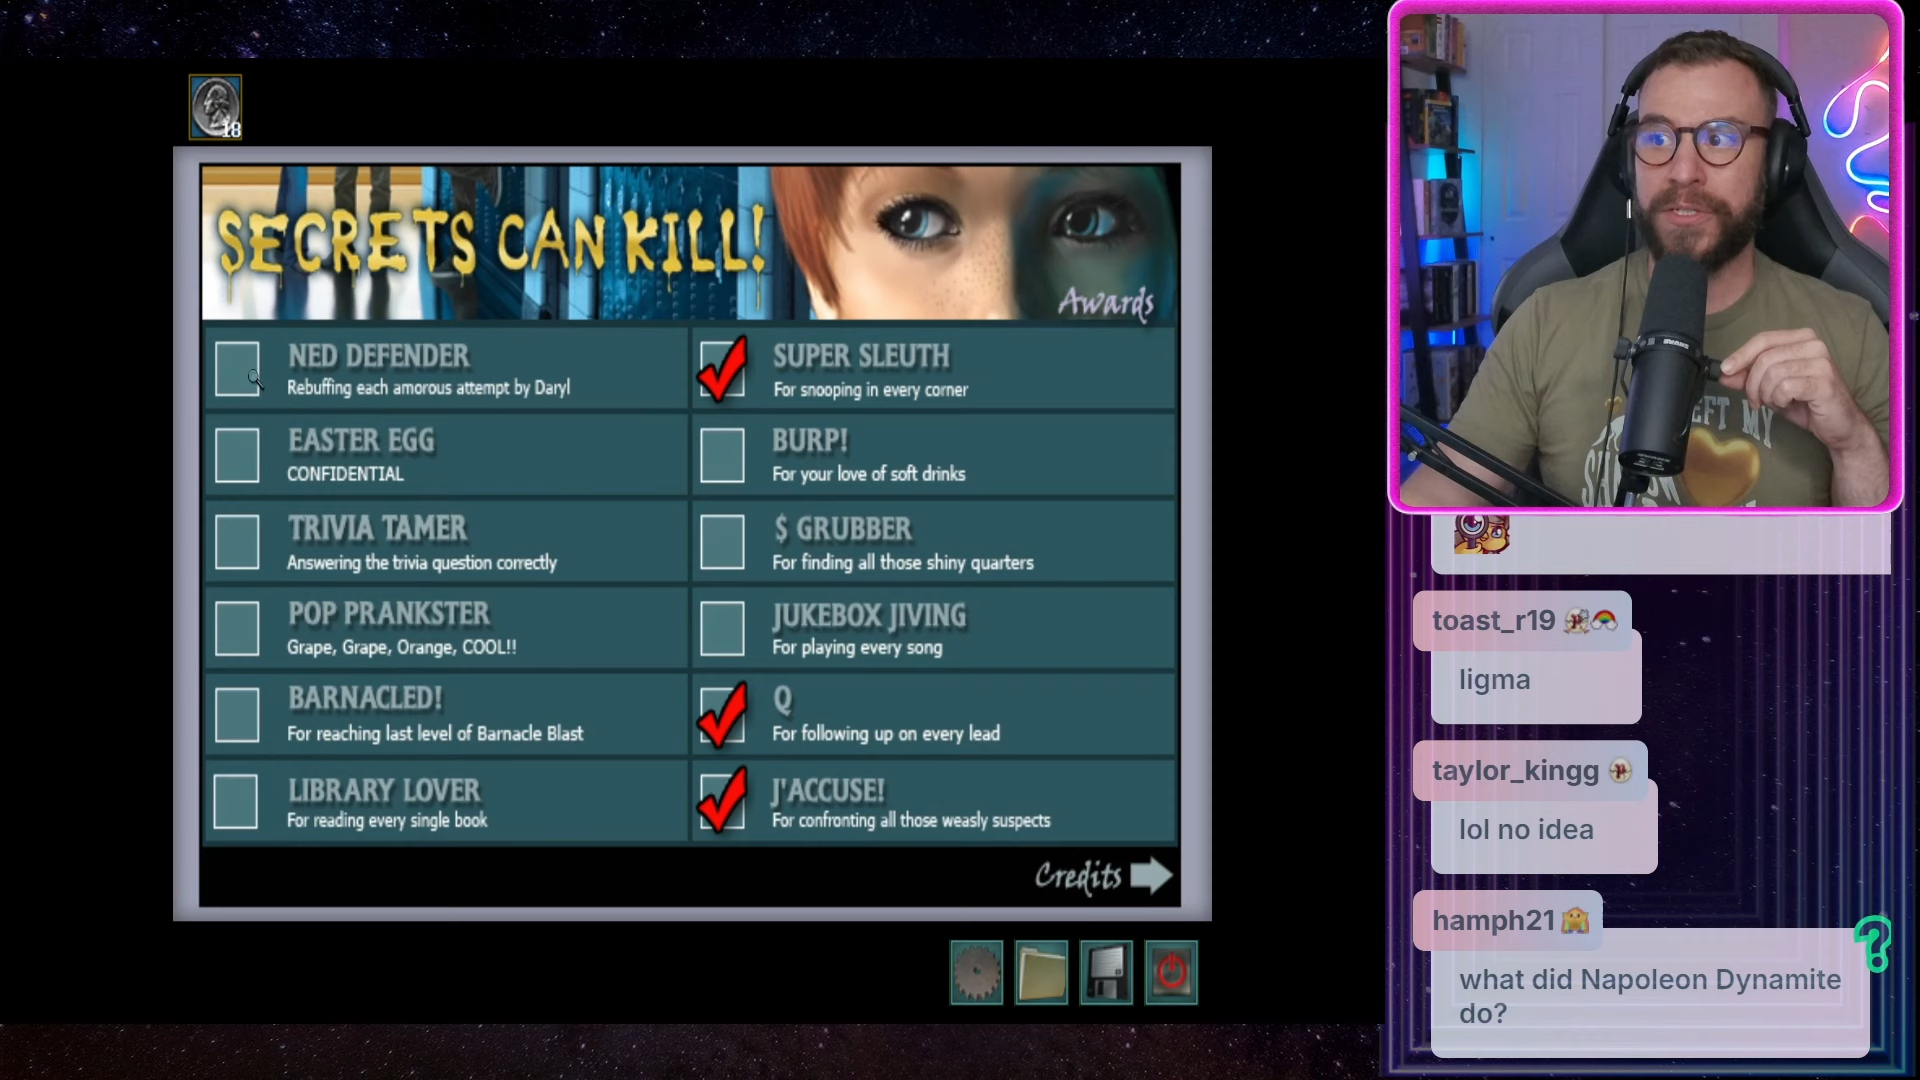 18
SECRETS CAN KILL!
Awards
NED DEFENDER
Rebuffing each amorous attempt by Daryl
SUPER SLEUTH
For snooping in every corner
EASTER EGG
CONFIDENTIAL
BURP!
For your love of soft drinks
TRIVIA TAMER
Answering the trivia question correctly
$ GRUBBER
For finding all those shiny quarters
POP PRANKSTER
Grape, Grape, Orange, COOL!!
JUKEBOX JIVING
For playing every song
BARNACLED!
For reaching last level of Barnacle Blast
Q
For following up on every lead
LIBRARY LOVER
For reading every single book
J'ACCUSE!
For confronting all those weasly suspects
Credits
toast_r19
ligma
taylor_kingg
lol no idea
hamph21
what did Napoleon Dynamite
do?
?